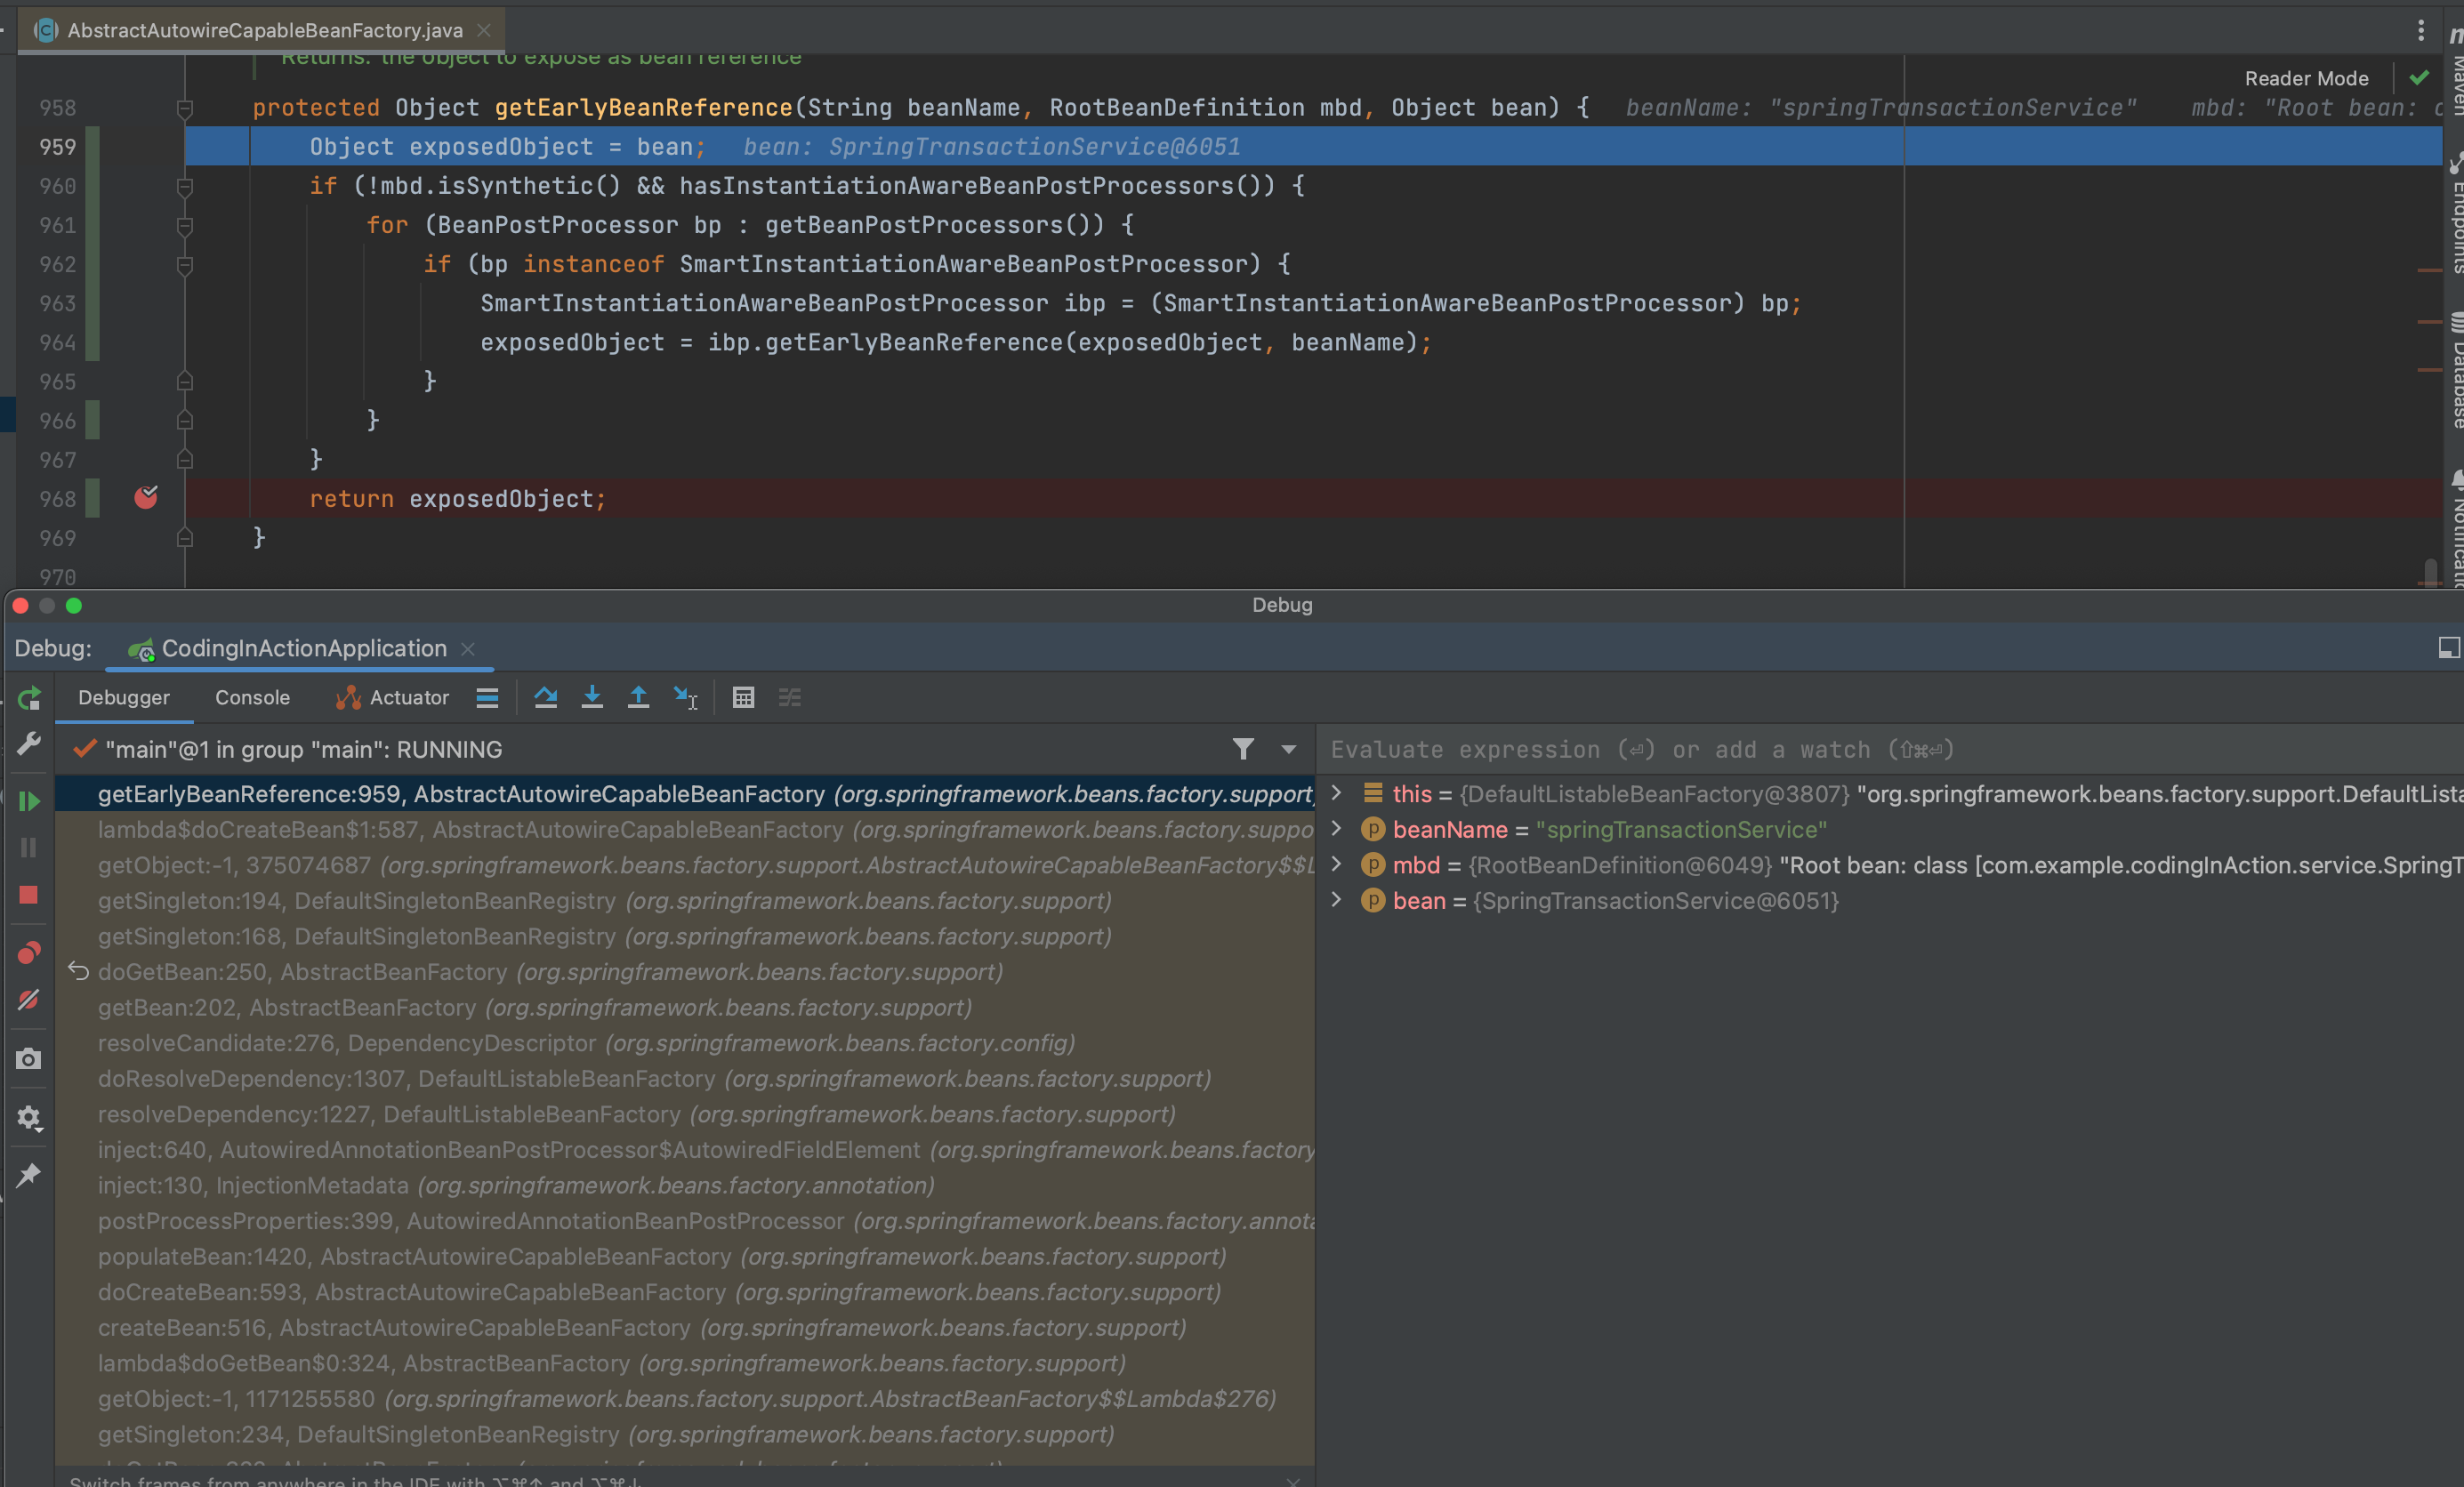 AbstractAutowireCapableBeanFactory.java
Returns: the object to expose as bean reference
Reader Mode
958 protected Object getEarlyBeanReference(String beanName, RootBeanDefinition mbd, Object bean) { beanName: "springTransactionService" mbd: "Root bean: c
959 Object exposedObject = bean; bean: SpringTransactionService@6051
960 if (!mbd.isSynthetic() && hasInstantiationAwareBeanPostProcessors()) {
961 for (BeanPostProcessor bp : getBeanPostProcessors()) {
962 if (bp instanceof SmartInstantiationAwareBeanPostProcessor) {
963 SmartInstantiationAwareBeanPostProcessor ibp = (SmartInstantiationAwareBeanPostProcessor) bp;
964 exposedObject = ibp.getEarlyBeanReference(exposedObject, beanName);
965 }
966 }
967 }
968 return exposedObject;
969 }
970
Maven
Endpoints
Database
Notificatio
Debug
Debug: CodingInActionApplication
Debugger Console Actuator
"main"@1 in group "main": RUNNING
Evaluate expression (⏎) or add a watch (⇧⌘⏎)
getEarlyBeanReference:959, AbstractAutowireCapableBeanFactory (org.springframework.beans.factory.support)
lambda$doCreateBean$1:587, AbstractAutowireCapableBeanFactory (org.springframework.beans.factory.suppo
getObject:-1, 375074687 (org.springframework.beans.factory.support.AbstractAutowireCapableBeanFactory$$L
getSingleton:194, DefaultSingletonBeanRegistry (org.springframework.beans.factory.support)
getSingleton:168, DefaultSingletonBeanRegistry (org.springframework.beans.factory.support)
doGetBean:250, AbstractBeanFactory (org.springframework.beans.factory.support)
getBean:202, AbstractBeanFactory (org.springframework.beans.factory.support)
resolveCandidate:276, DependencyDescriptor (org.springframework.beans.factory.config)
doResolveDependency:1307, DefaultListableBeanFactory (org.springframework.beans.factory.support)
resolveDependency:1227, DefaultListableBeanFactory (org.springframework.beans.factory.support)
inject:640, AutowiredAnnotationBeanPostProcessor$AutowiredFieldElement (org.springframework.beans.factory
inject:130, InjectionMetadata (org.springframework.beans.factory.annotation)
postProcessProperties:399, AutowiredAnnotationBeanPostProcessor (org.springframework.beans.factory.annota
populateBean:1420, AbstractAutowireCapableBeanFactory (org.springframework.beans.factory.support)
doCreateBean:593, AbstractAutowireCapableBeanFactory (org.springframework.beans.factory.support)
createBean:516, AbstractAutowireCapableBeanFactory (org.springframework.beans.factory.support)
lambda$doGetBean$0:324, AbstractBeanFactory (org.springframework.beans.factory.support)
getObject:-1, 1171255580 (org.springframework.beans.factory.support.AbstractBeanFactory$$Lambda$276)
getSingleton:234, DefaultSingletonBeanRegistry (org.springframework.beans.factory.support)
Switch frames from anywhere in the IDE with ⌥⌘↑ and ⌥⌘↓
this = {DefaultListableBeanFactory@3807} "org.springframework.beans.factory.support.DefaultLista
beanName = "springTransactionService"
mbd = {RootBeanDefinition@6049} "Root bean: class [com.example.codingInAction.service.SpringT
bean = {SpringTransactionService@6051}